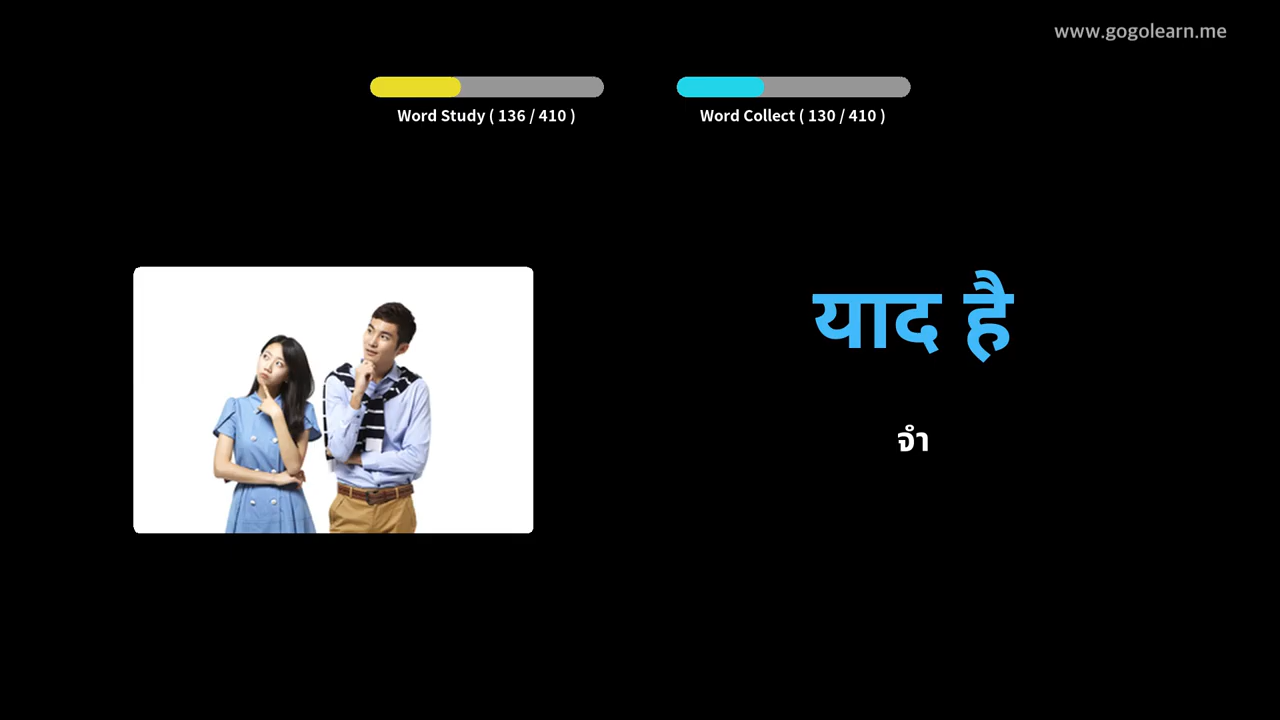 www.gogolearn.me
Word Study ( 136 / 410 )
Word Collect ( 130 / 410 )
याद है
จำ